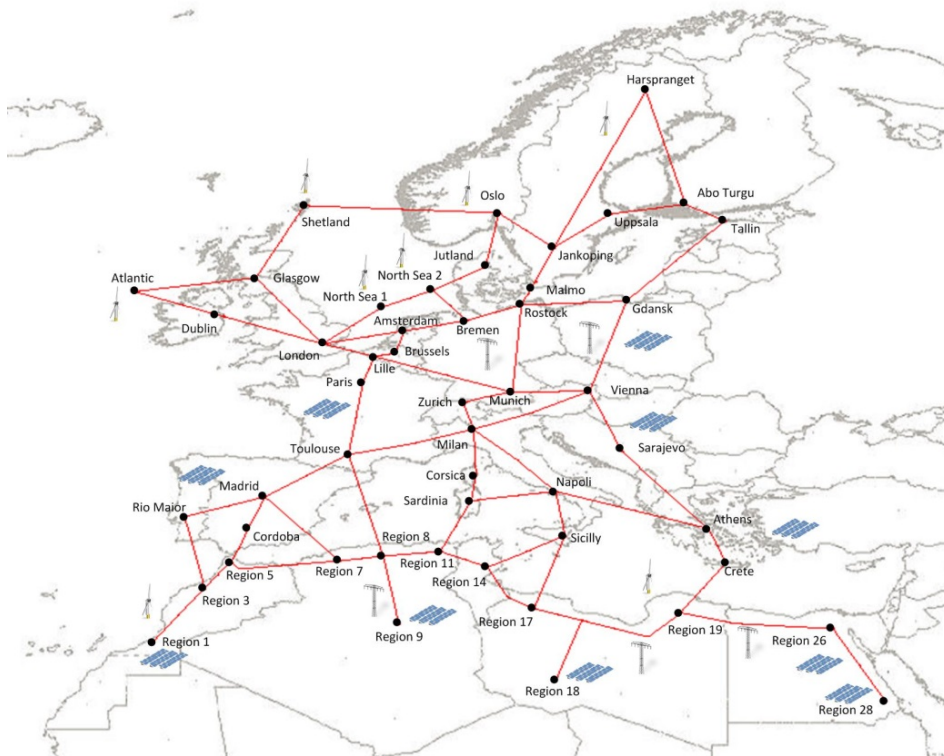 Harspranget
Oslo
Abo Turgu
Shetland
Uppsala
Tallin
Jutland
Jankoping
Atlantic
Glasgow
North Sea 2
Malmo
North Sea 1
Rostock
Gdansk
Dublin
Amsterdam
Bremen
London
Brussels
Lille
Paris
Zurich
Munich
Vienna
Toulouse
Milan
Sarajevo
Corsica
Madrid
Sardinia
Napoli
Rio Maior
Athens
Cordoba
Region 8
Sicilly
Region 5
Region 7
Region 11
Region 14
Crete
Region 3
Region 17
Region 19
Region 9
Region 26
Region 1
Region 18
Region 28